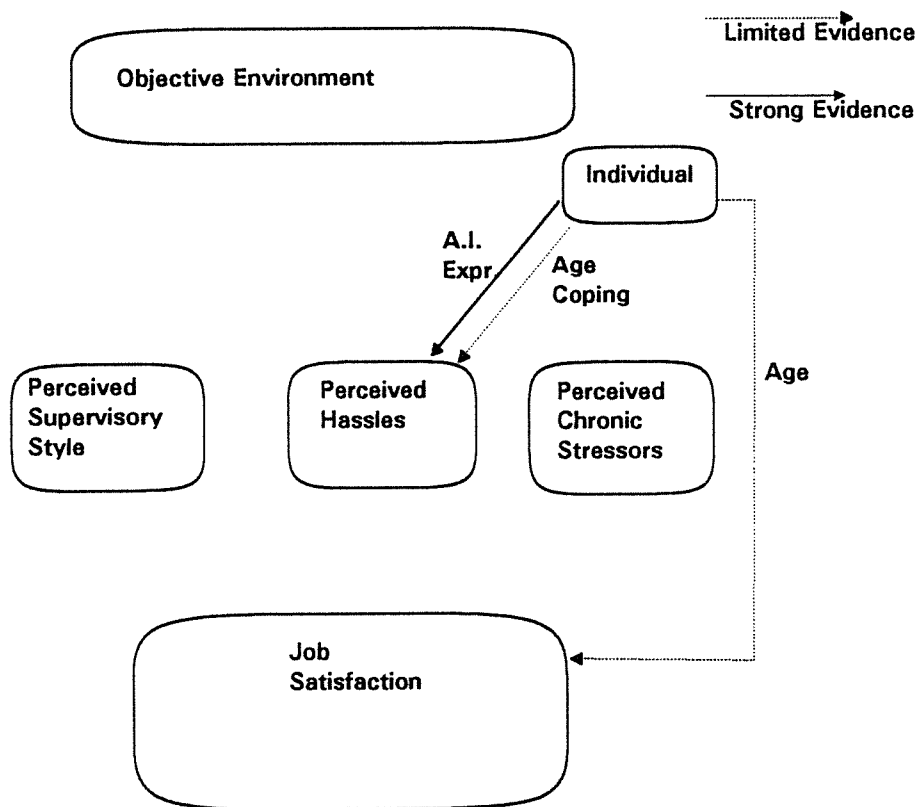 Limited Evidence
Objective Environment
Strong Evidence
Individual
A.I.
Expr.
Age
Coping
Perceived
Supervisory
Style
Perceived
Hassles
Perceived
Chronic
Stressors
Age
Job
Satisfaction